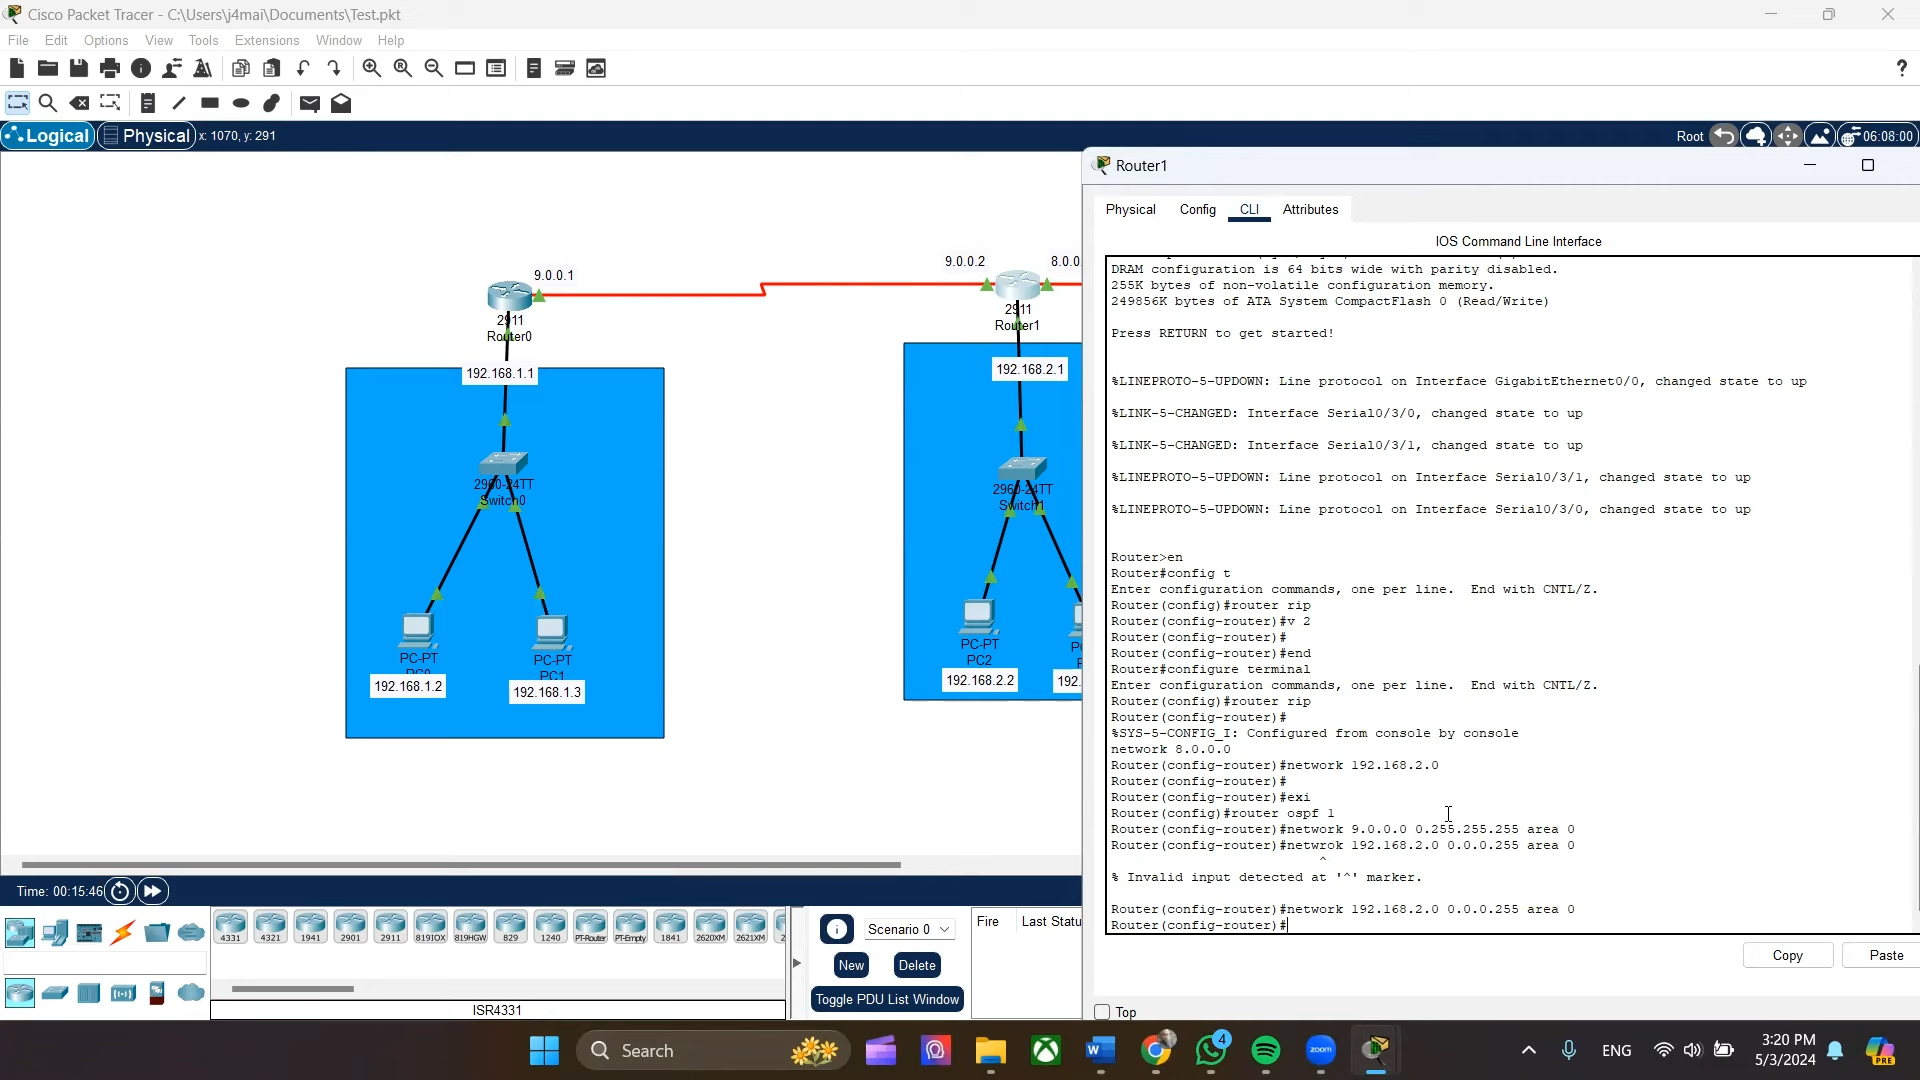 Cisco Packet Tracer - C:\Users\j4mai\Documents\Test.pkt
File Edit Options View Tools Extensions Window Help
?
Logical Physical x: 1070, y: 291
Root 06:08:00
Router1
Physical Config CLI Attributes
IOS Command Line Interface
DRAM configuration is 64 bits wide with parity disabled.
255K bytes of non-volatile configuration memory.
249856K bytes of ATA System CompactFlash 0 (Read/Write)
Press RETURN to get started!
%LINEPROTO-5-UPDOWN: Line protocol on Interface GigabitEthernet0/0, changed state to up
%LINK-5-CHANGED: Interface Serial0/3/0, changed state to up
%LINK-5-CHANGED: Interface Serial0/3/1, changed state to up
%LINEPROTO-5-UPDOWN: Line protocol on Interface Serial0/3/1, changed state to up
%LINEPROTO-5-UPDOWN: Line protocol on Interface Serial0/3/0, changed state to up
Router>en
Router#config t
Enter configuration commands, one per line. End with CNTL/Z.
Router(config)#router rip
Router(config-router)#v 2
Router(config-router)#
Router(config-router)#end
Router#configure terminal
Enter configuration commands, one per line. End with CNTL/Z.
Router(config)#router rip
Router(config-router)#
%SYS-5-CONFIG_I: Configured from console by console
network 8.0.0.0
Router(config-router)#network 192.168.2.0
Router(config-router)#
Router(config-router)#exi
Router(config)#router ospf 1
Router(config-router)#network 9.0.0.0 0.255.255.255 area 0
Router(config-router)#netwrok 192.168.2.0 0.0.0.255 area 0
^
% Invalid input detected at '^' marker.
Router(config-router)#network 192.168.2.0 0.0.0.255 area 0
Router(config-router)#
Copy Paste
Top
9.0.0.1
2911
Router0
192.168.1.1
2960-24TT
Switch0
PC-PT
PC0
192.168.1.2
PC-PT
PC1
192.168.1.3
9.0.0.2
8.0.0
2911
Router1
192.168.2.1
2960-24TT
Switch1
PC-PT
PC2
192.168.2.2
192.
Time: 00:15:46
4331 4321 1941 2901 2911 819IOX 819HGW 829 1240 PT-Router PT-Empty 1841 2620XM 2621XM
ISR4331
Scenario 0
New Delete
Toggle PDU List Window
Fire Last Statu
Search
4
zoom
PRE
ENG
3:20 PM
5/3/2024